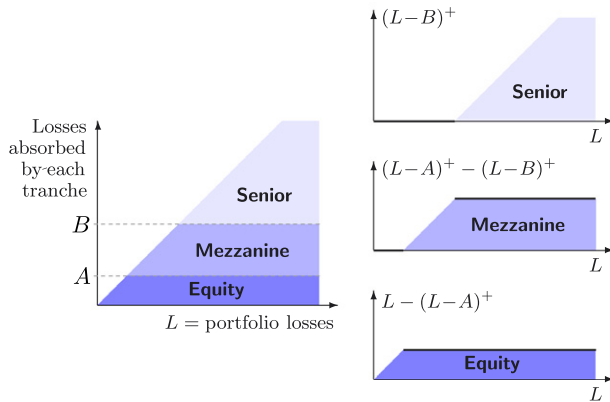 Losses
absorbed
by each
tranche
B
A
Senior
Mezzanine
Equity
L = portfolio losses
(L−B)⁺
Senior
L
(L−A)⁺ − (L−B)⁺
Mezzanine
L
L − (L−A)⁺
Equity
L